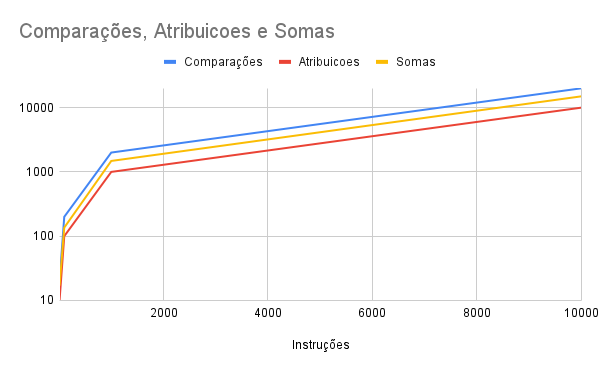 Comparações, Atribuicoes e Somas
Comparações Atribuicoes Somas
10000
1000
100
10
2000 4000 6000 8000 10000
Instruções